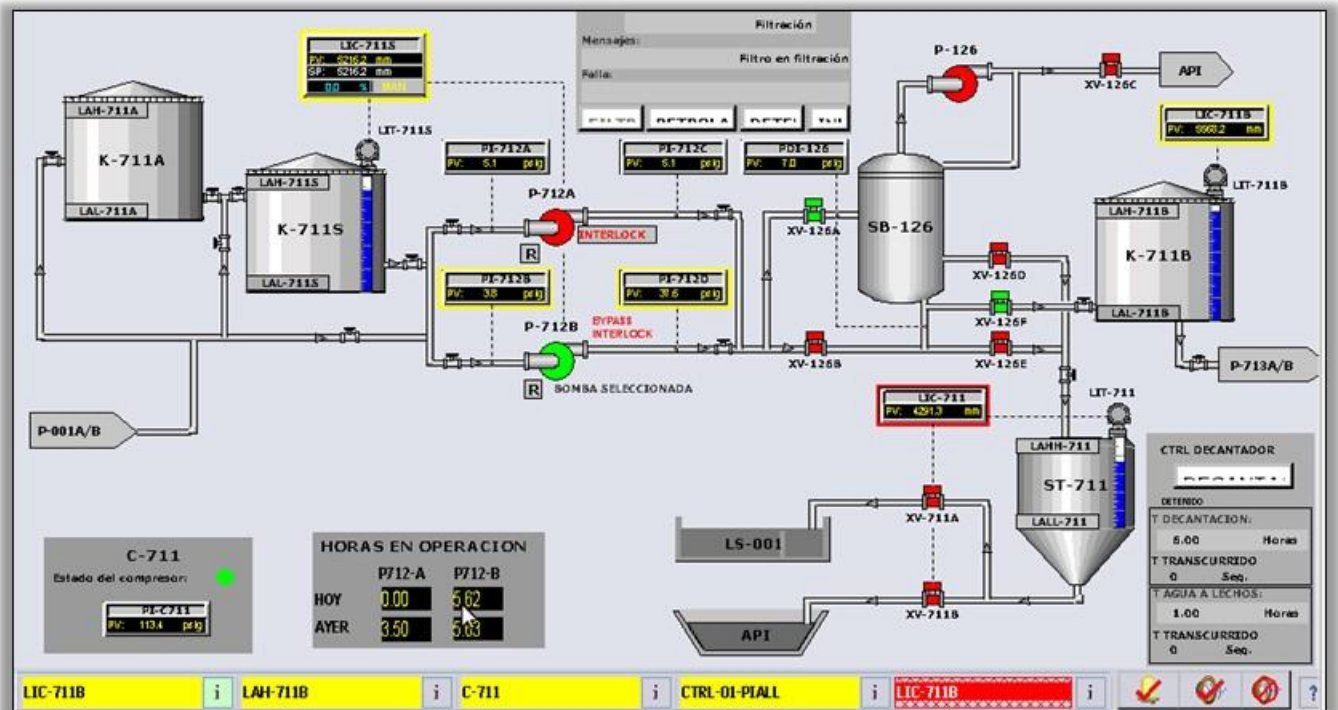 Filtración
Mensajes:
Filtro en filtración
Falla:
LIC-711S
PV: 5216.2 mm
SP: 5216.2 mm
0.0 % MAN
LIT-711S
LAH-711A
K-711A
LAL-711A
LAH-711S
K-711S
LAL-711S
PI-712A
PV: 5.1 psig
PI-712C
PV: 5.1 psig
PDI-126
PV: 7.0 psig
P-126
XV-126C
API
LIC-711B
PV: mm
LIT-711B
P-712A
INTERLOCK
R
XV-126A
SB-126
XV-126D
LAH-711B
K-711B
LAL-711B
PI-712B
PV: 3.8 psig
PI-712D
PV: 37.6 psig
P-712B
BYPASS
INTERLOCK
R
BOMBA SELECCIONADA
XV-126B
XV-126F
XV-126E
P-713A/B
P-001A/B
LIC-711
PV: 4291.3 mm
LIT-711
LAHH-711
ST-711
LALL-711
XV-711A
LS-001
XV-711B
API
CTRL DECANTADOR
DETENIDO
T DECANTACION:
5.00 Horas
T TRANSCURRIDO
0 Seg.
T AGUA A LECHOS:
1.00 Horas
T TRANSCURRIDO
0 Seg.
C-711
Estado del compresor:
PI-C711
PV: 113.4 psig
HORAS EN OPERACION
P712-A P712-B
HOY 0.00 5.62
AYER 3.50
LIC-711B i LAH-711B i C-711 i CTRL-01-PIALL i LIC-711B i ?